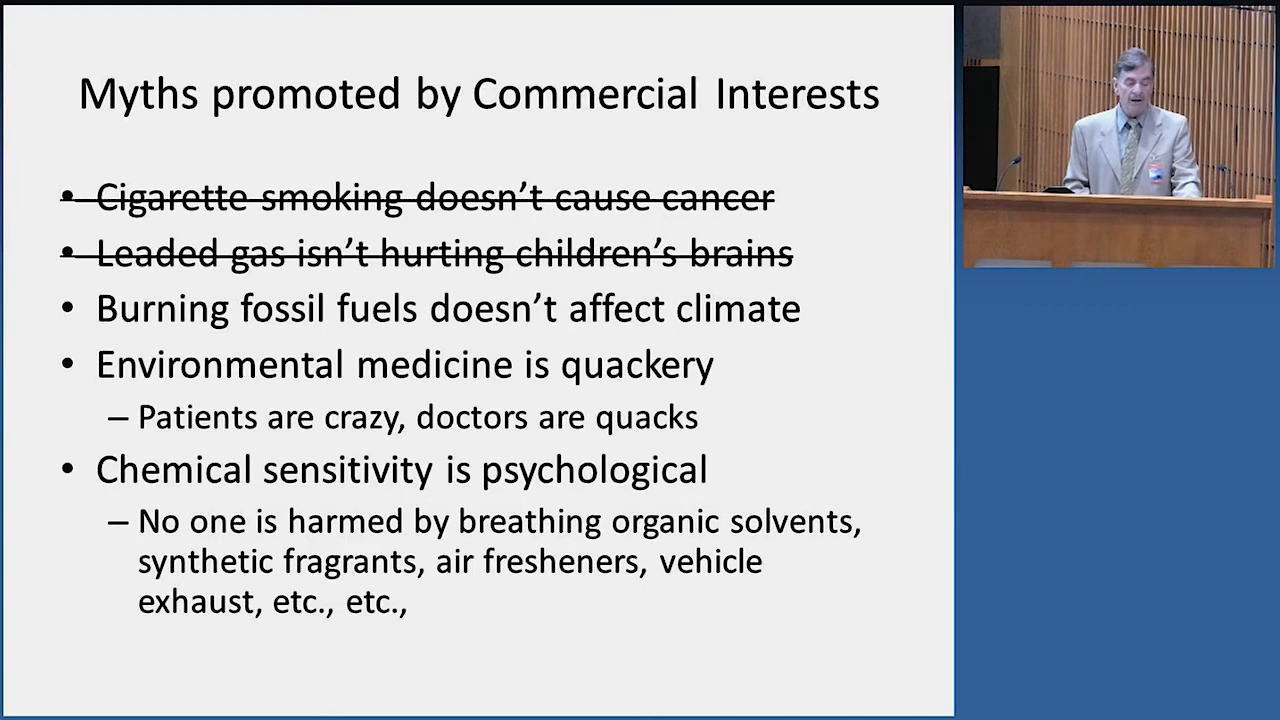 Myths promoted by Commercial Interests
• Cigarette smoking doesn't cause cancer
• Leaded gas isn't hurting children's brains
• Burning fossil fuels doesn't affect climate
• Environmental medicine is quackery
– Patients are crazy, doctors are quacks
• Chemical sensitivity is psychological
– No one is harmed by breathing organic solvents,
synthetic fragrants, air fresheners, vehicle
exhaust, etc., etc.,